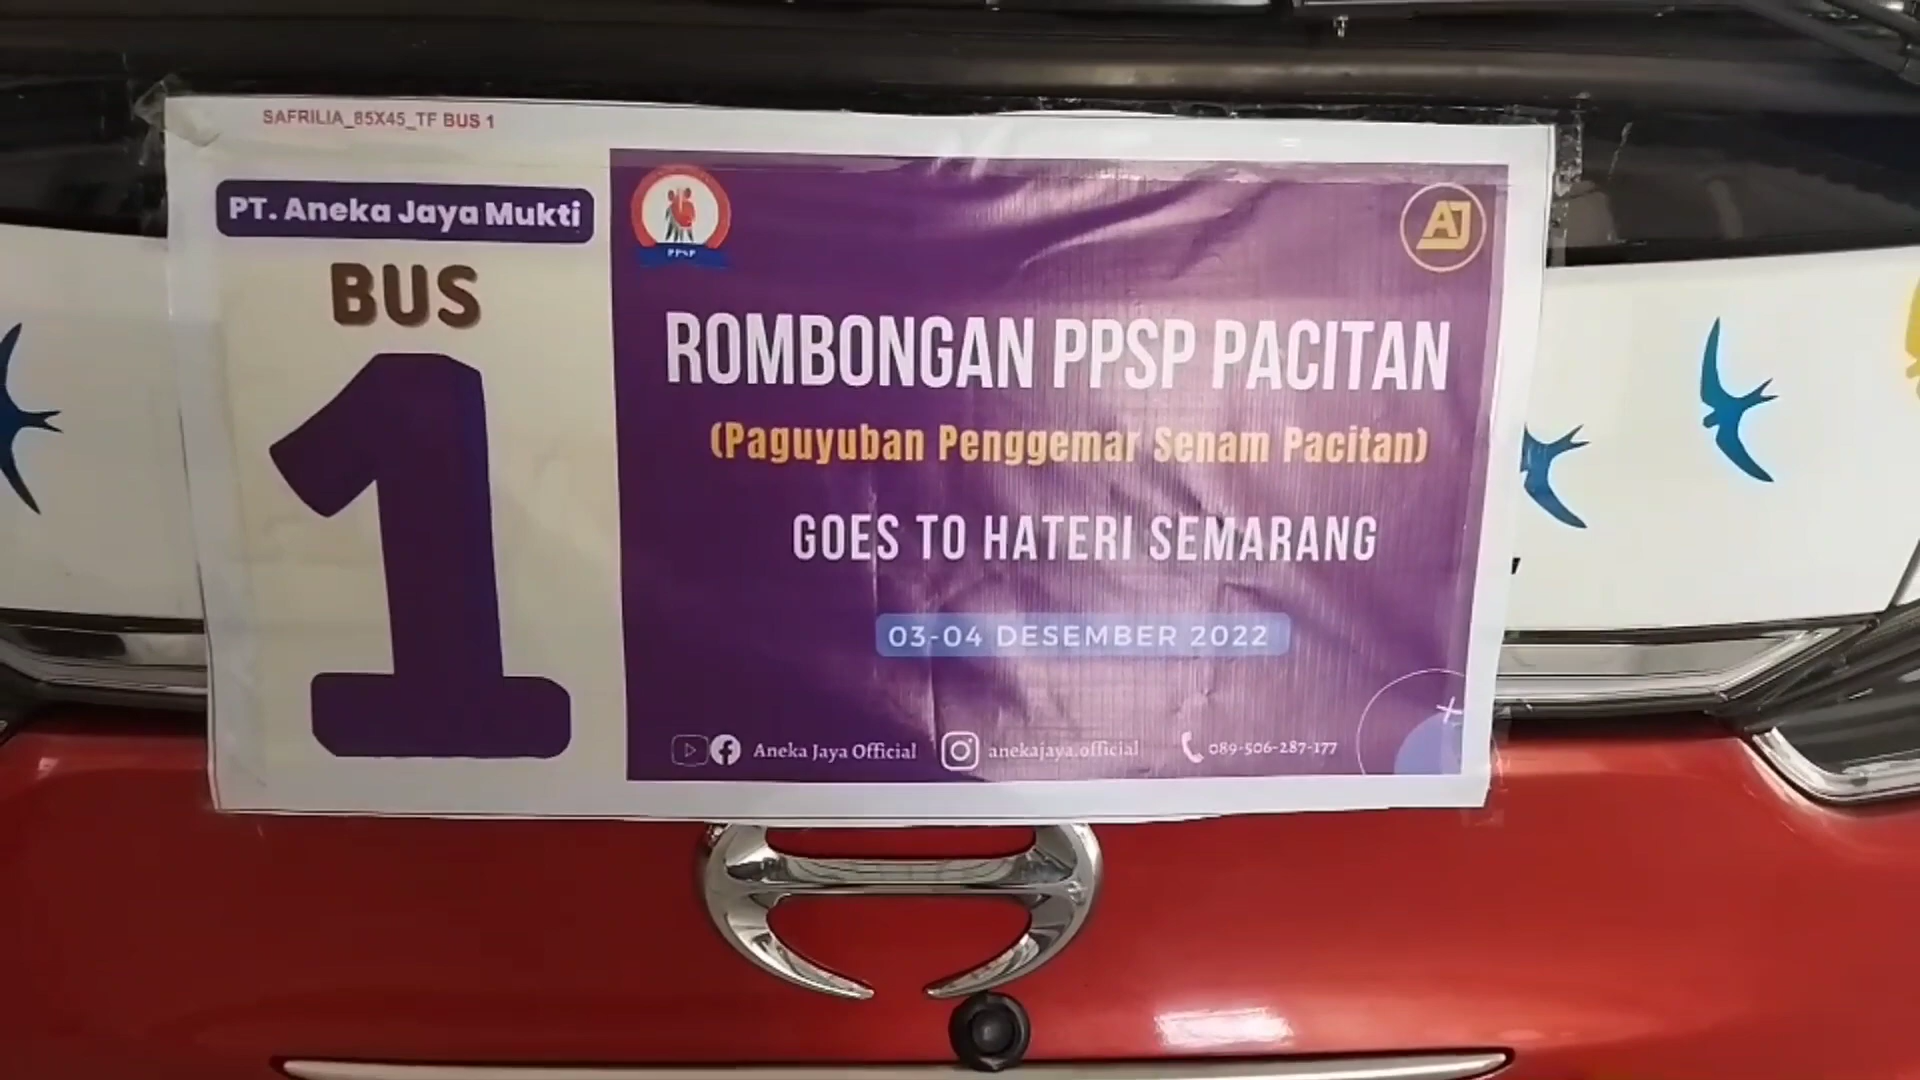 SAFRILIA_85X45_TF BUS 1
PT. Aneka Jaya Mukti
BUS
1
PPSP
AJ
ROMBONGAN PPSP PACITAN
(Paguyuban Penggemar Senam Pacitan)
GOES TO HATERI SEMARANG
03-04 DESEMBER 2022
Aneka Jaya Official
anekajaya.official
089-506-287-177